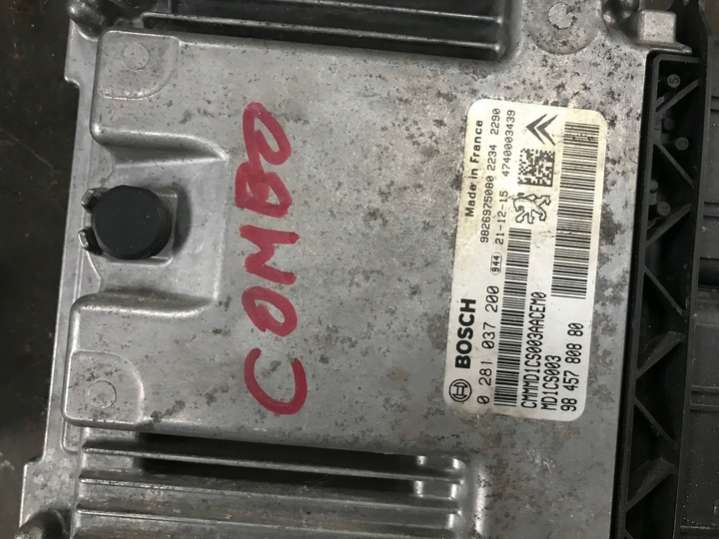 COMBO
BOSCH
Made in France
0 281 037 200
9826975080 2234 2290
944 21-12-15 4740003439
CMMMD1CS003AACEM0
MD1CS003
98 457 808 80